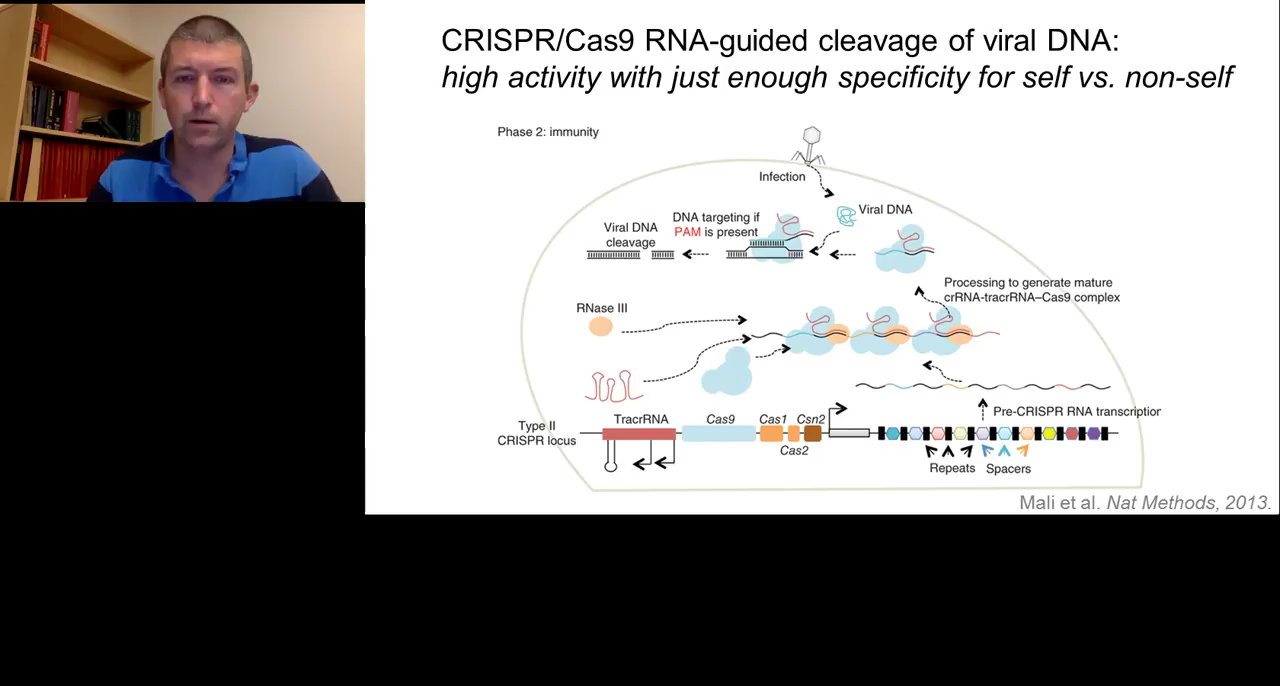 CRISPR/Cas9 RNA-guided cleavage of viral DNA:
high activity with just enough specificity for self vs. non-self
Phase 2: immunity
Infection
Viral DNA
DNA targeting if
PAM is present
Viral DNA
cleavage
Processing to generate mature
crRNA-tracrRNA–Cas9 complex
RNase III
Pre-CRISPR RNA transcription
Type II
CRISPR locus
TracrRNA
Cas9
Cas1
Csn2
Cas2
Repeats
Spacers
Mali et al. Nat Methods, 2013.